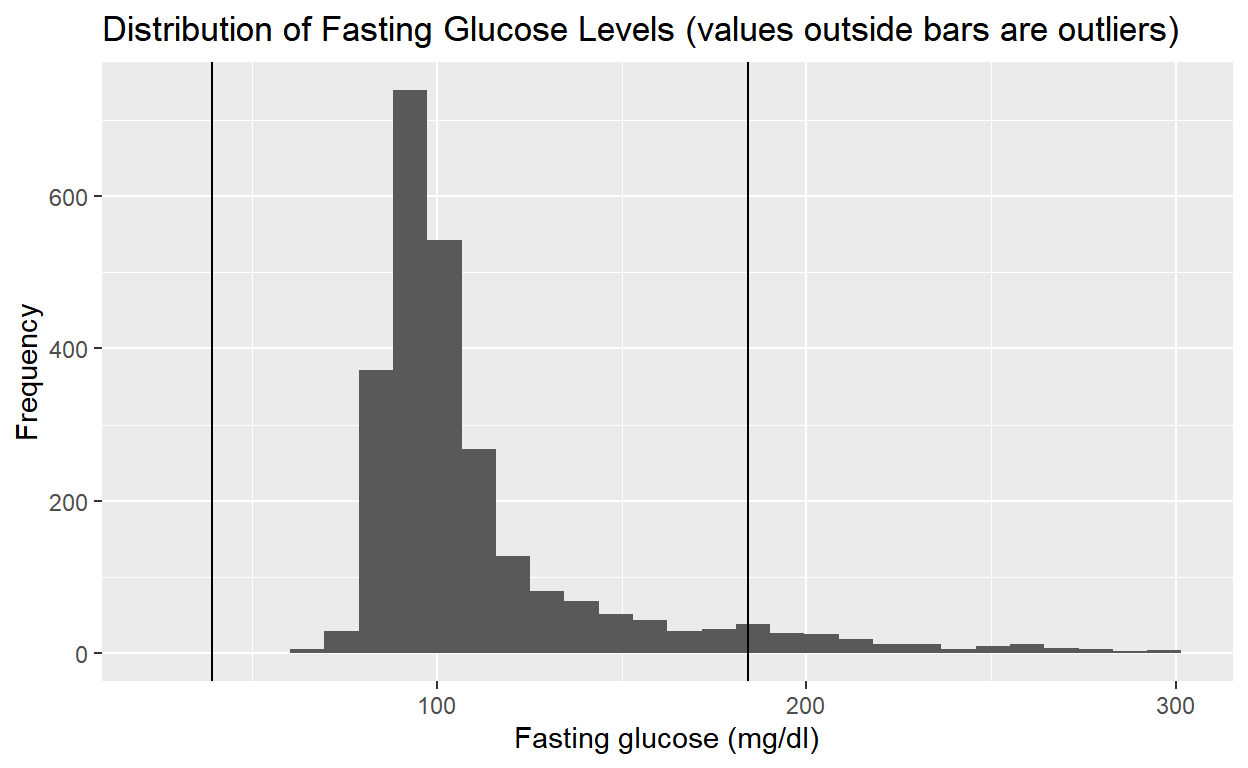 Distribution of Fasting Glucose Levels (values outside bars are outliers)
Frequency
600
400
200
0
100 200 300
Fasting glucose (mg/dl)